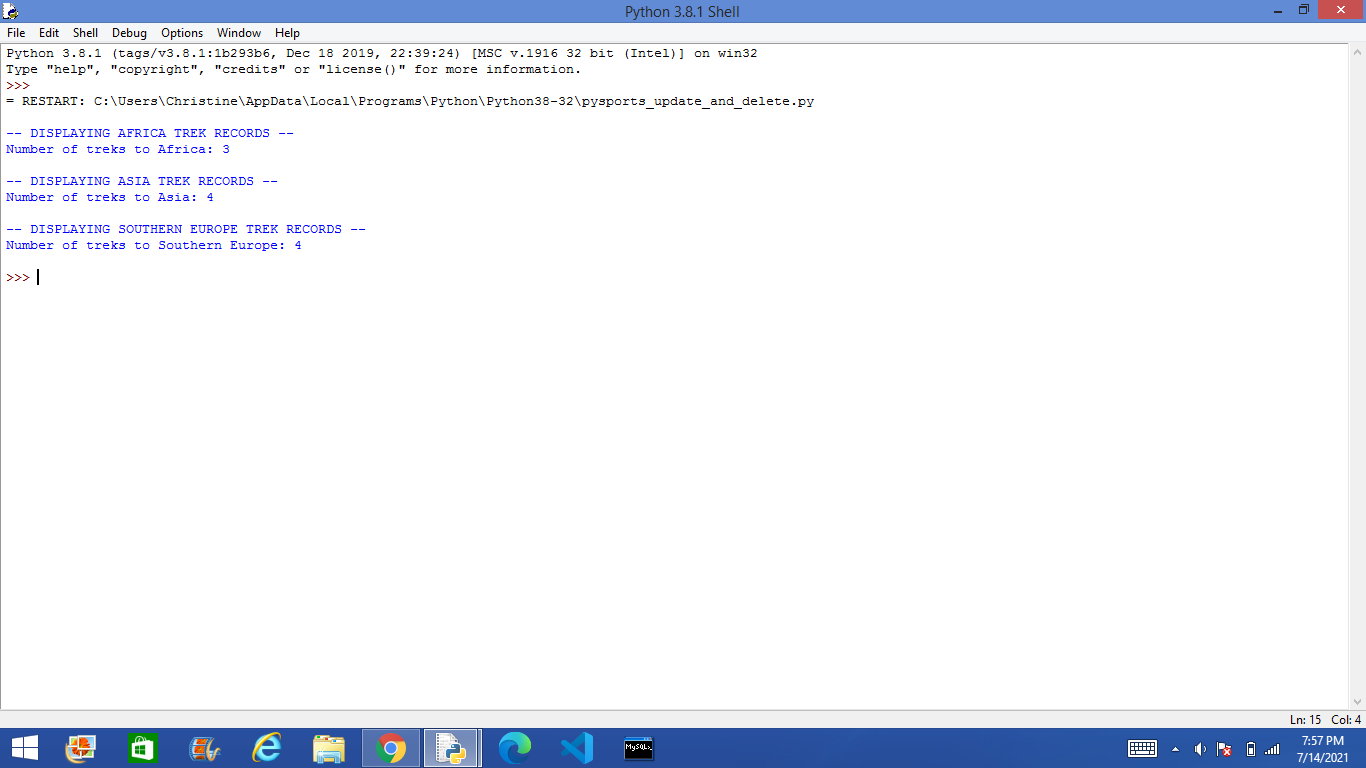 Python 3.8.1 Shell
File Edit Shell Debug Options Window Help
Python 3.8.1 (tags/v3.8.1:1b293b6, Dec 18 2019, 22:39:24) [MSC v.1916 32 bit (Intel)] on win32
Type "help", "copyright", "credits" or "license()" for more information.
>>>
= RESTART: C:\Users\Christine\AppData\Local\Programs\Python\Python38-32\pysports_update_and_delete.py
-- DISPLAYING AFRICA TREK RECORDS --
Number of treks to Africa: 3
-- DISPLAYING ASIA TREK RECORDS --
Number of treks to Asia: 4
-- DISPLAYING SOUTHERN EUROPE TREK RECORDS --
Number of treks to Southern Europe: 4
>>>
Ln: 15 Col: 4
MySQL
7:57 PM
7/14/2021